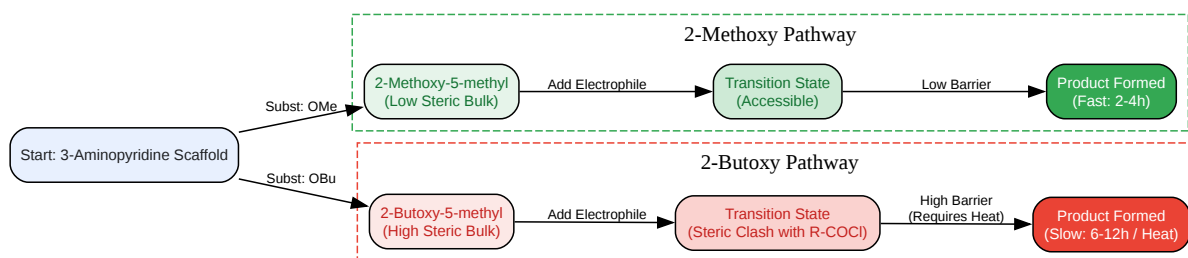 2-Methoxy Pathway
Start: 3-Aminopyridine Scaffold
Subst: OMe
2-Methoxy-5-methyl
(Low Steric Bulk)
Add Electrophile
Transition State
(Accessible)
Low Barrier
Product Formed
(Fast: 2-4h)
2-Butoxy Pathway
Subst: OBu
2-Butoxy-5-methyl
(High Steric Bulk)
Add Electrophile
Transition State
(Steric Clash with R-COCl)
High Barrier
(Requires Heat)
Product Formed
(Slow: 6-12h / Heat)